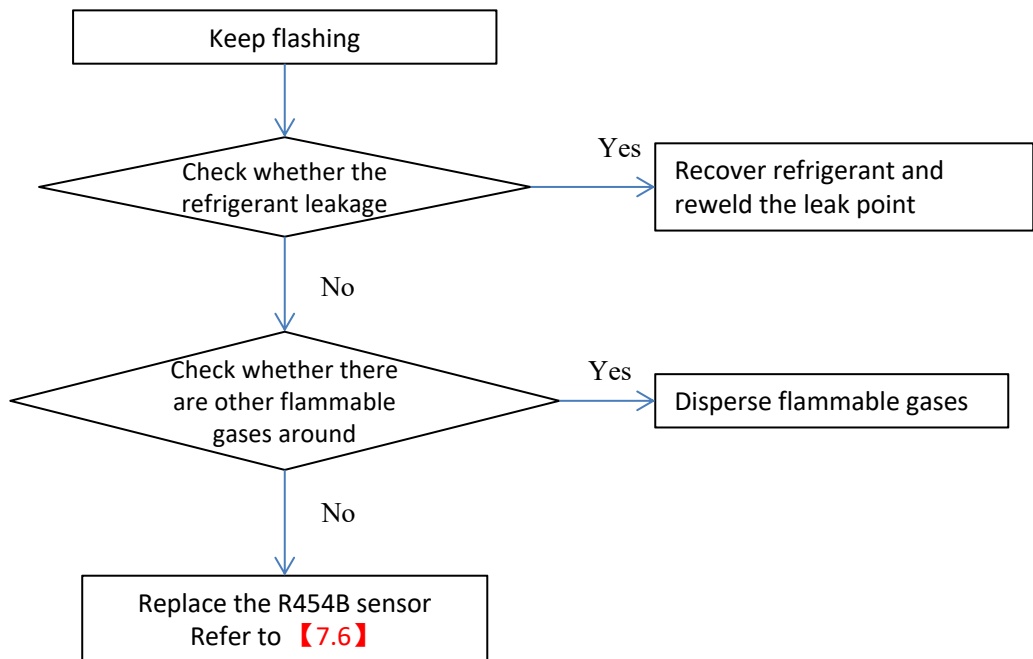 Keep flashing
Check whether the
refrigerant leakage
Yes
Recover refrigerant and
reweld the leak point
No
Check whether there
are other flammable
gases around
Yes
Disperse flammable gases
No
Replace the R454B sensor
Refer to 【7.6】